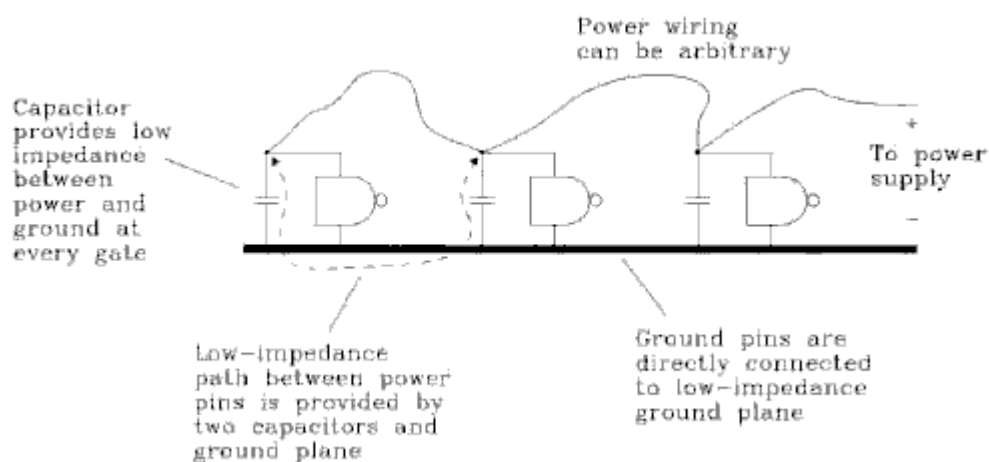 Power wiring
can be arbitrary
Capacitor
provides low
impedance
between
power and
ground at
every gate
+
To power
supply
−
Low-impedance
path between power
pins is provided by
two capacitors and
ground plane
Ground pins are
directly connected
to low-impedance
ground plane